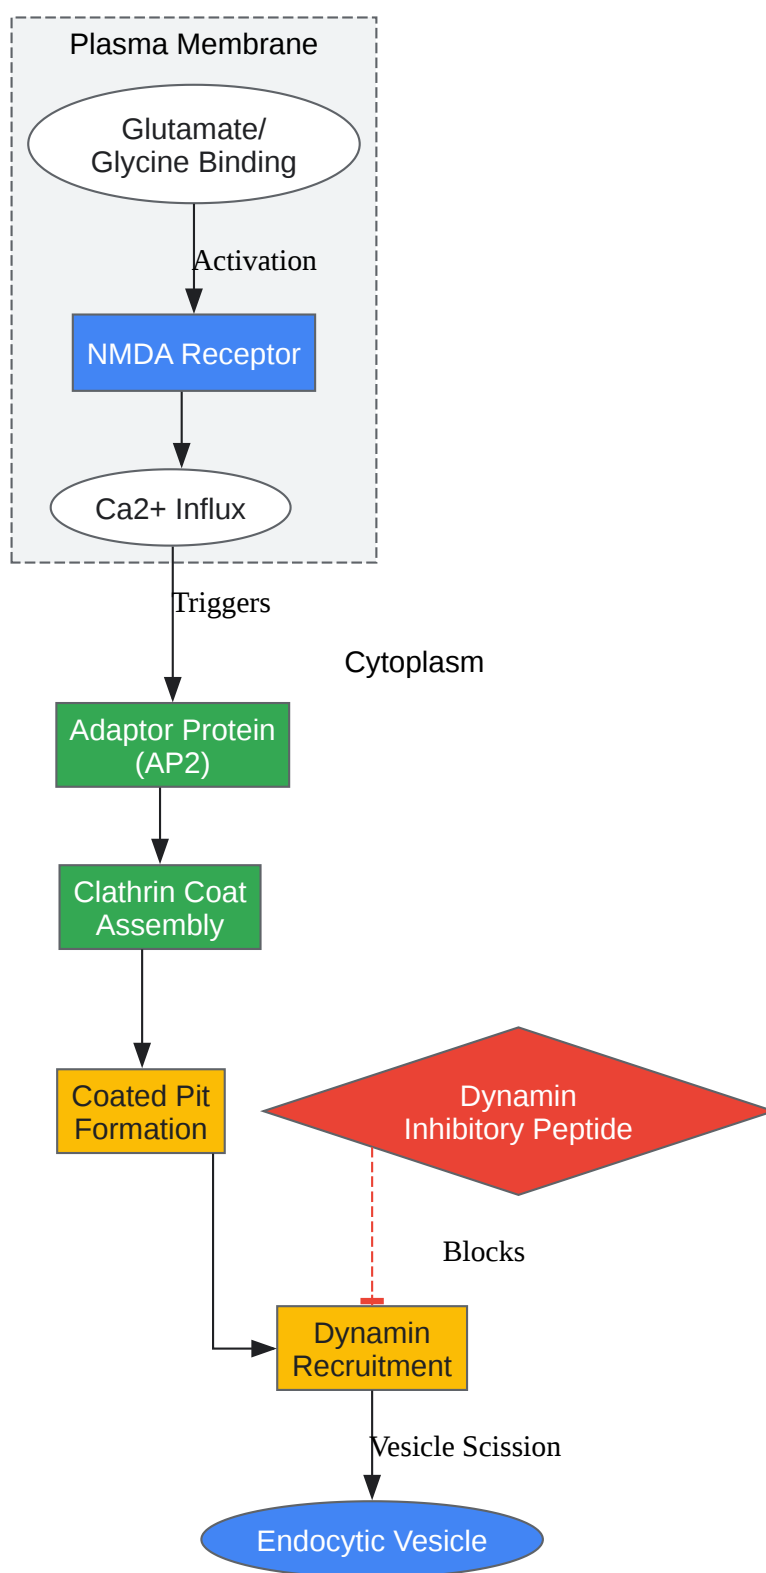 Plasma Membrane
Glutamate/
Glycine Binding
Activation
NMDA Receptor
Ca2+ Influx
Triggers
Cytoplasm
Adaptor Protein
(AP2)
Clathrin Coat
Assembly
Coated Pit
Formation
Dynamin
Inhibitory Peptide
Blocks
Dynamin
Recruitment
Vesicle Scission
Endocytic Vesicle